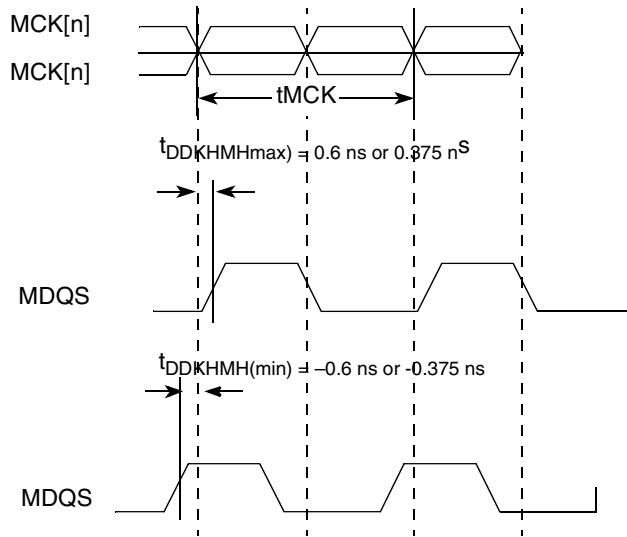 MCK[n]
MCK[n]
tMCK
tDDKHMHmax) = 0.6 ns or 0.375 ns
MDQS
tDDKHMH(min) = –0.6 ns or -0.375 ns
MDQS